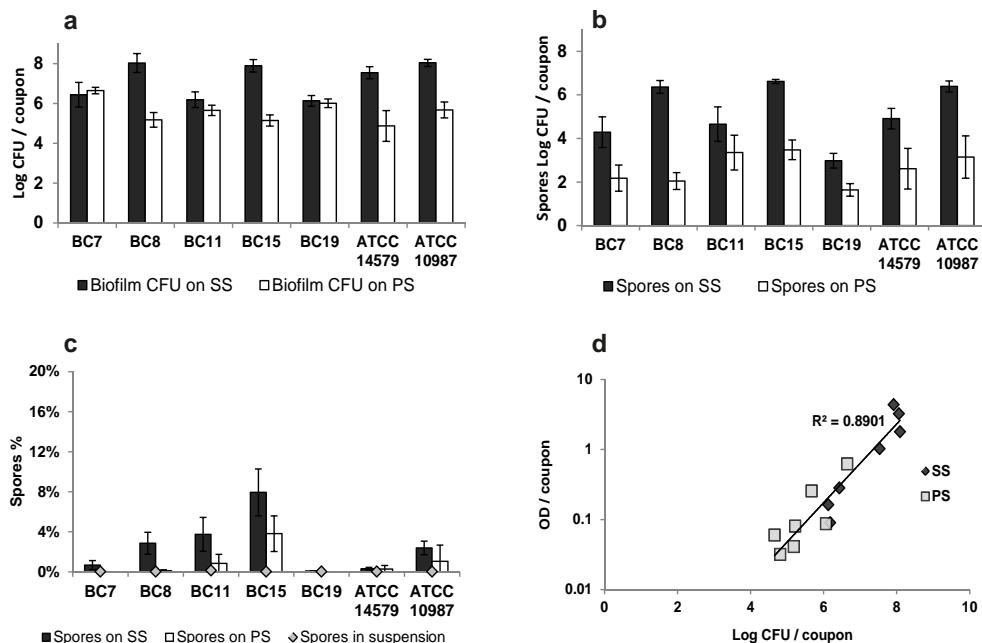 a
Log CFU / coupon
8
6
4
2
0
BC7 BC8 BC11 BC15 BC19 ATCC 14579 ATCC 10987
Biofilm CFU on SS Biofilm CFU on PS
b
Spores Log CFU / coupon
8
6
4
2
0
BC7 BC8 BC11 BC15 BC19 ATCC 14579 ATCC 10987
Spores on SS Spores on PS
c
Spores %
20%
16%
12%
8%
4%
0%
BC7 BC8 BC11 BC15 BC19 ATCC 14579 ATCC 10987
Spores on SS Spores on PS Spores in suspension
d
OD / coupon
10
1
0.1
0.01
R² = 0.8901
SS
PS
0 2 4 6 8 10
Log CFU / coupon